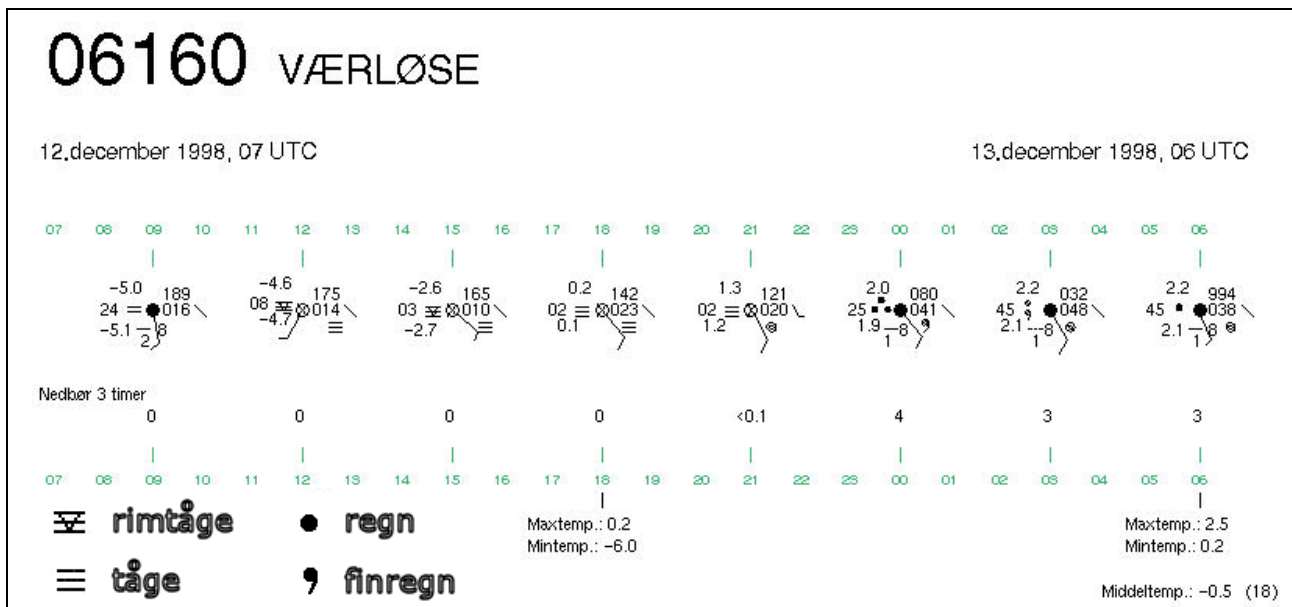 06160 VÆRLØSE
12.december 1998, 07 UTC 13.december 1998, 06 UTC
07 08 09 10 11 12 13 14 15 16 17 18 19 20 21 22 23 00 01 02 03 04 05 06
-5.0 189 -4.6 175 -2.6 165 0.2 142 1.3 121 2.0 080 2.2 032 2.2 994
24 016 08 014 03 010 02 023 02 020 25 041 45 048 45 038
-5.1 8 -4.7 -2.7 0.1 1.2 1.9 8 2.1 8 2.1 8
2 1 1 1
Nedbør 3 timer
0 0 0 0 <0.1 4 3 3
07 08 09 10 11 12 13 14 15 16 17 18 19 20 21 22 23 00 01 02 03 04 05 06
rimtåge regn Maxtemp.: 0.2 Maxtemp.: 2.5
Mintemp.: -6.0 Mintemp.: 0.2
tåge finregn
Middeltemp.: -0.5 (18)